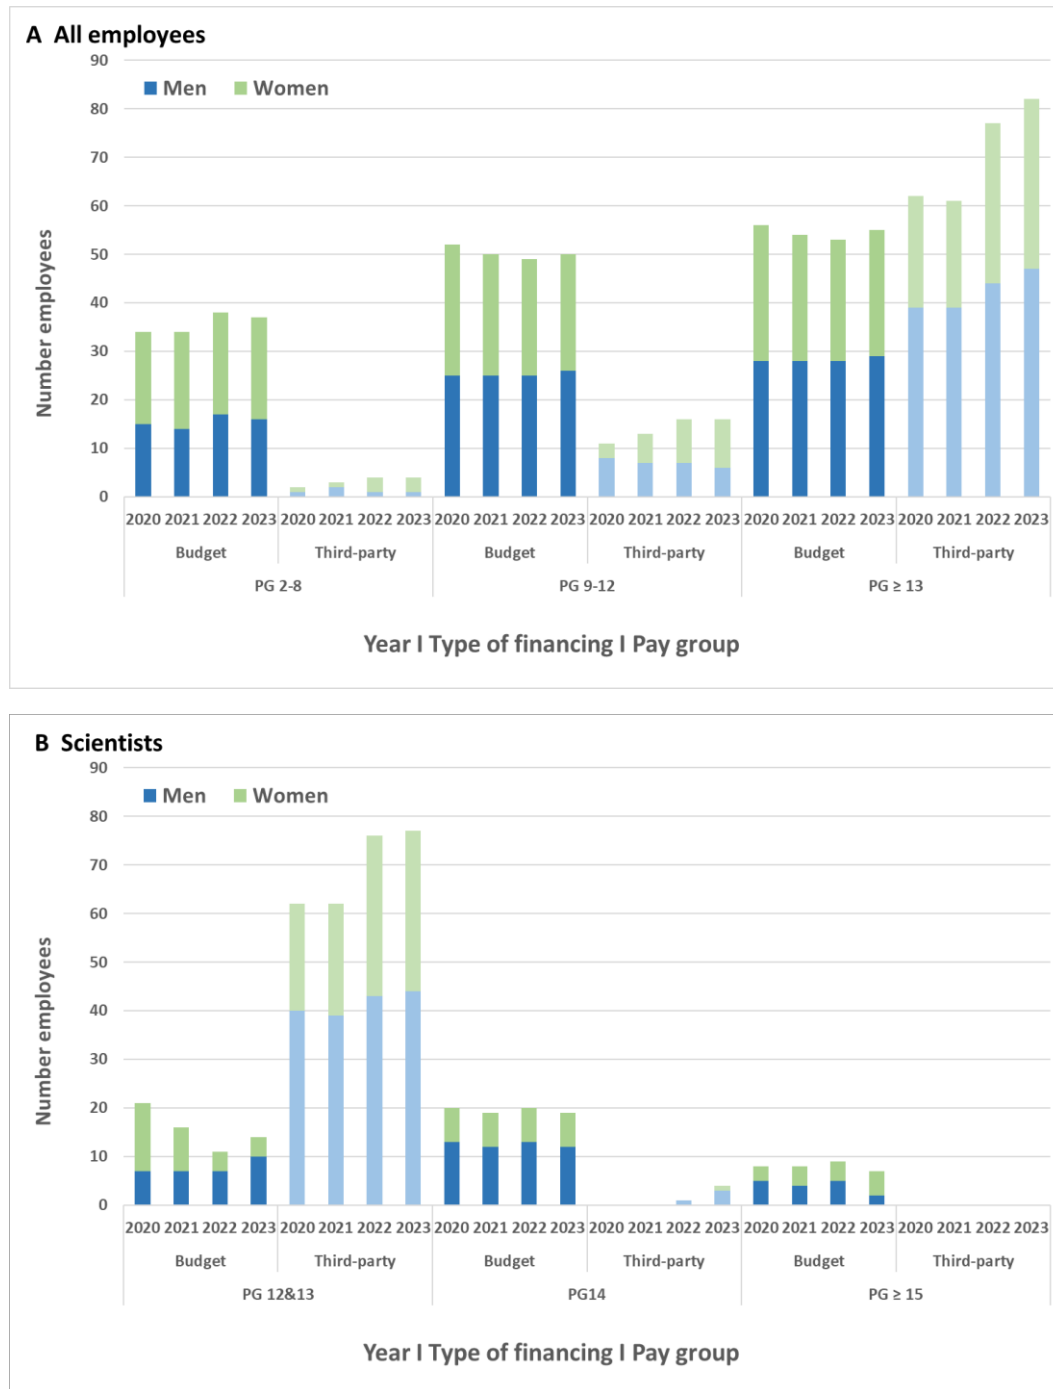 A All employees
90
Men Women
80
70
60
50
40
30
20
10
0
Number employees
2020 2021 2022 2023 2020 2021 2022 2023 2020 2021 2022 2023 2020 2021 2022 2023 2020 2021 2022 2023 2020 2021 2022 2023
Budget Third-party Budget Third-party Budget Third-party
PG 2-8 PG 9-12 PG ≥ 13
Year I Type of financing I Pay group
B Scientists
90
Men Women
80
70
60
50
40
30
20
10
0
Number employees
2020 2021 2022 2023 2020 2021 2022 2023 2020 2021 2022 2023 2020 2021 2022 2023 2020 2021 2022 2023 2020 2021 2022 2023
Budget Third-party Budget Third-party Budget Third-party
PG 12&13 PG14 PG ≥ 15
Year I Type of financing I Pay group